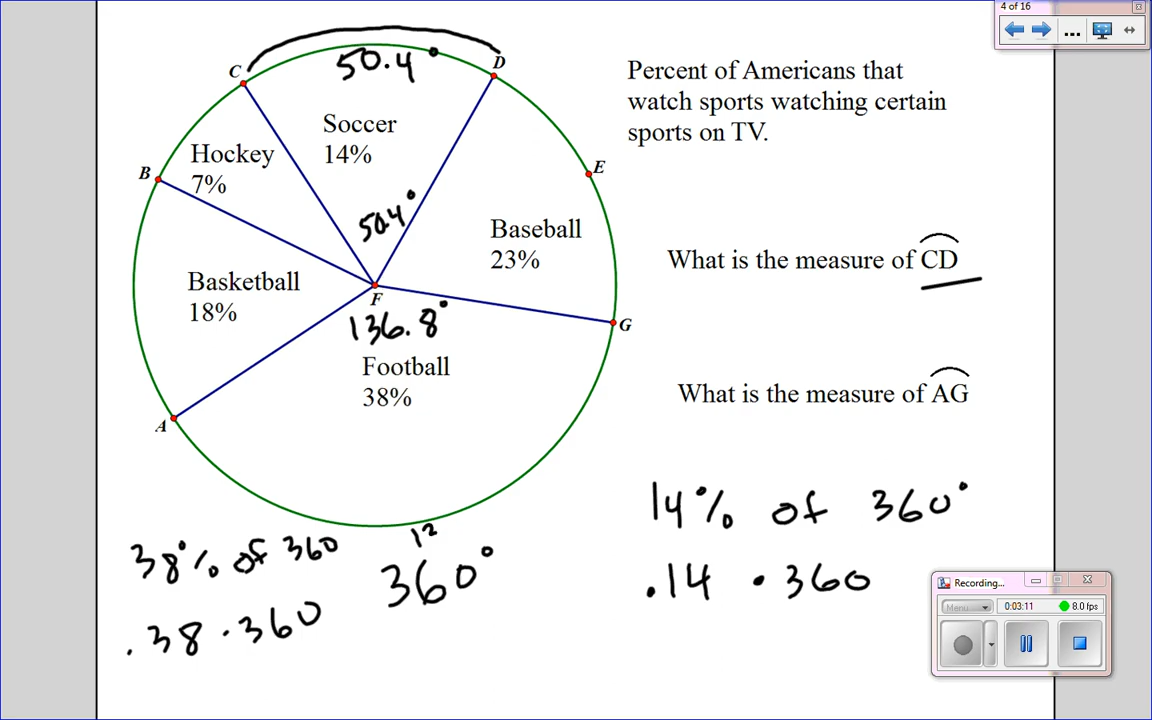 4 of 16
C
50.4°
D
Percent of Americans that
watch sports watching certain
sports on TV.
Soccer
14%
Hockey
7%
B
E
50.4°
Baseball
23%
What is the measure of CD
Basketball
18%
F
136.8°
G
Football
38%
What is the measure of AG
A
14% of 360°
38% of 360
12
360°
.14 · 360
.38 · 360
Recording...
Menu
0:03:11
8.0 fps